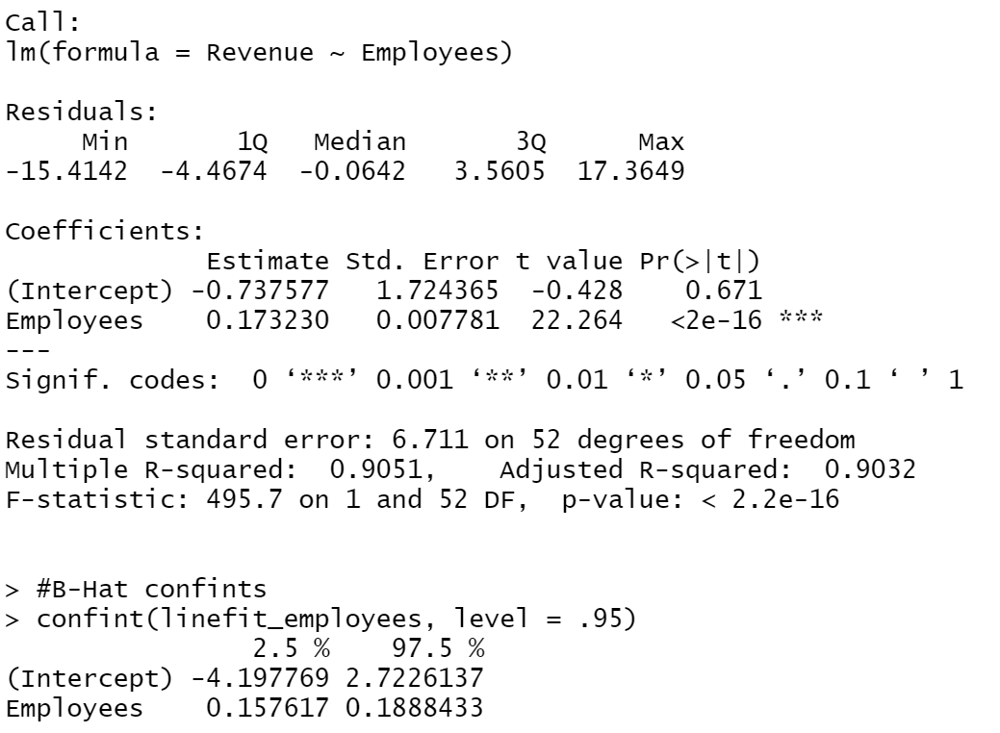 Call:
lm(formula = Revenue ~ Employees)
Residuals:
     Min       1Q   Median       3Q      Max
-15.4142  -4.4674  -0.0642   3.5605  17.3649
Coefficients:
             Estimate Std. Error t value Pr(>|t|)
(Intercept) -0.737577   1.724365  -0.428    0.671
Employees    0.173230   0.007781  22.264   <2e-16 ***
---
Signif. codes:  0 ‘***’ 0.001 ‘**’ 0.01 ‘*’ 0.05 ‘.’ 0.1 ‘ ’ 1
Residual standard error: 6.711 on 52 degrees of freedom
Multiple R-squared:  0.9051,    Adjusted R-squared:  0.9032
F-statistic: 495.7 on 1 and 52 DF,  p-value: < 2.2e-16
> #B-Hat confints
> confint(linefit_employees, level = .95)
                2.5 %    97.5 %
(Intercept) -4.197769 2.7226137
Employees    0.157617 0.1888433